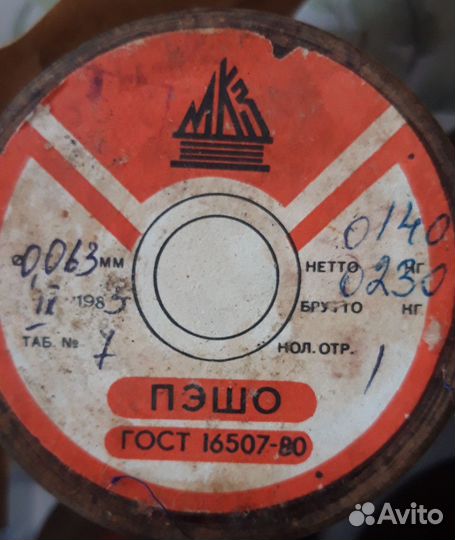 МКЗ
⌀ 0,063 мм
II 1983 г
ТАБ. № 7
НЕТТО 0140 КГ
БРУТТО 0230 КГ
КОЛ. ОТР. 1
ПЭШО
ГОСТ 16507-80
Avito